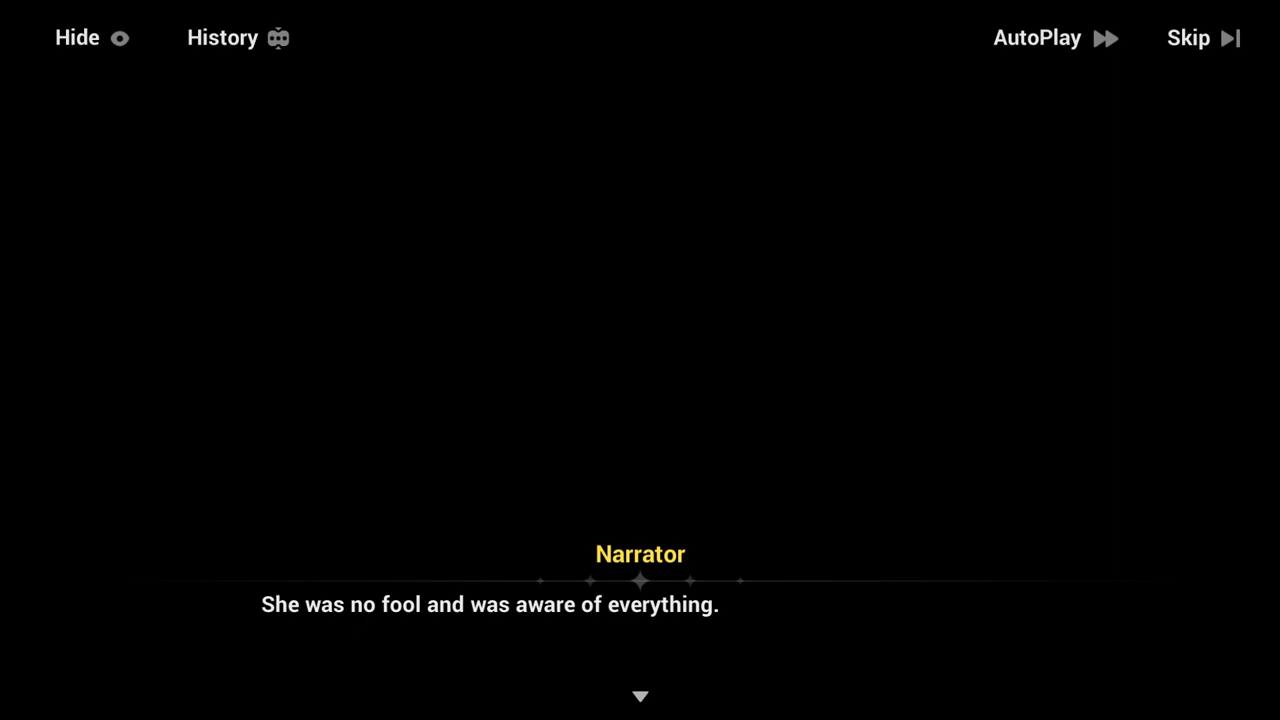 Hide
History
AutoPlay
Skip
Narrator
She was no fool and was aware of everything.